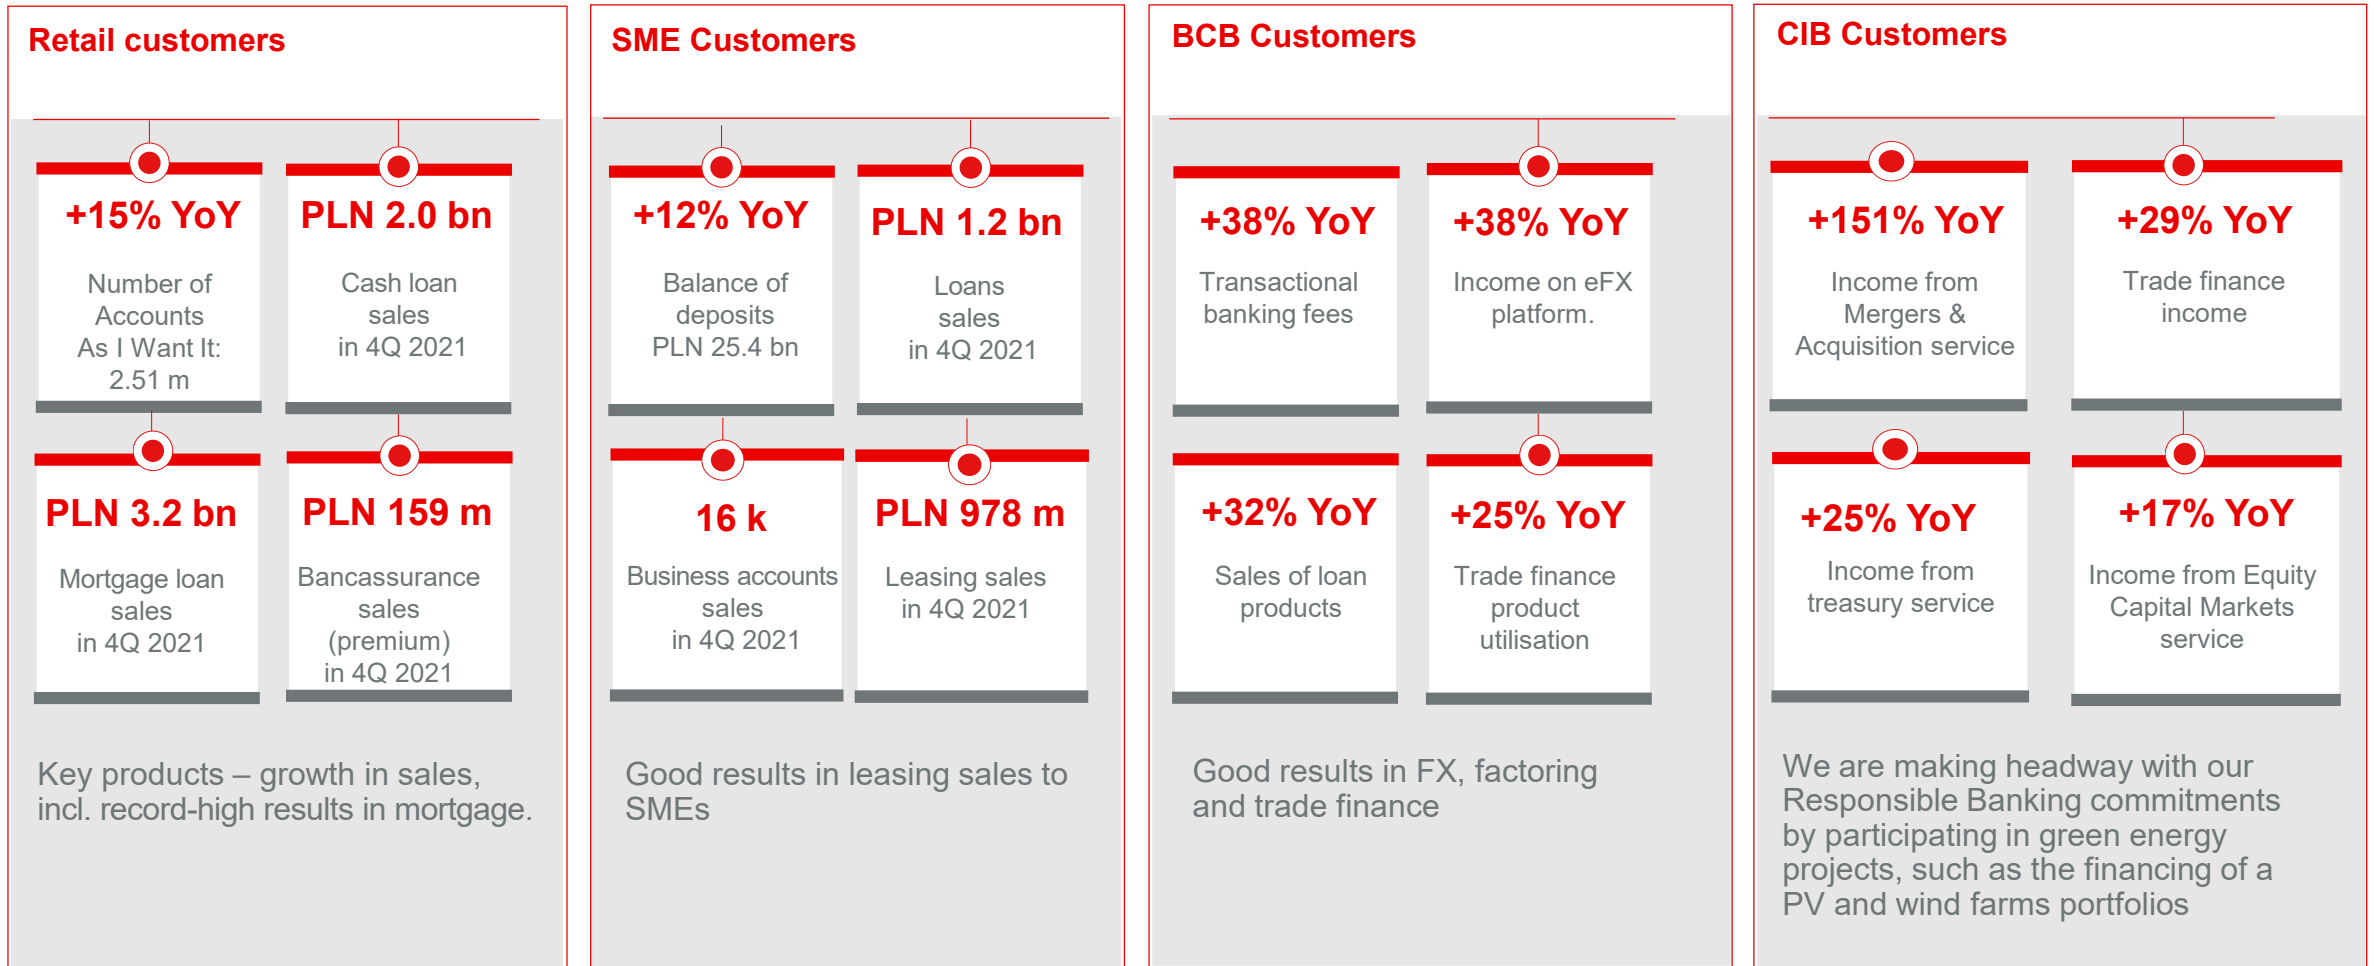 Retail customers
+15% YoY
Number of
Accounts
As I Want It:
2.51 m
PLN 2.0 bn
Cash loan
sales
in 4Q 2021
PLN 3.2 bn
Mortgage loan
sales
in 4Q 2021
PLN 159 m
Bancassurance
sales
(premium)
in 4Q 2021
Key products – growth in sales,
incl. record-high results in mortgage.
SME Customers
+12% YoY
Balance of
deposits
PLN 25.4 bn
PLN 1.2 bn
Loans
sales
in 4Q 2021
16 k
Business accounts
sales
in 4Q 2021
PLN 978 m
Leasing sales
in 4Q 2021
Good results in leasing sales to
SMEs
BCB Customers
+38% YoY
Transactional
banking fees
+38% YoY
Income on eFX
platform.
+32% YoY
Sales of loan
products
+25% YoY
Trade finance
product
utilisation
Good results in FX, factoring
and trade finance
CIB Customers
+151% YoY
Income from
Mergers &
Acquisition service
+29% YoY
Trade finance
income
+25% YoY
Income from
treasury service
+17% YoY
Income from Equity
Capital Markets
service
We are making headway with our
Responsible Banking commitments
by participating in green energy
projects, such as the financing of a
PV and wind farms portfolios